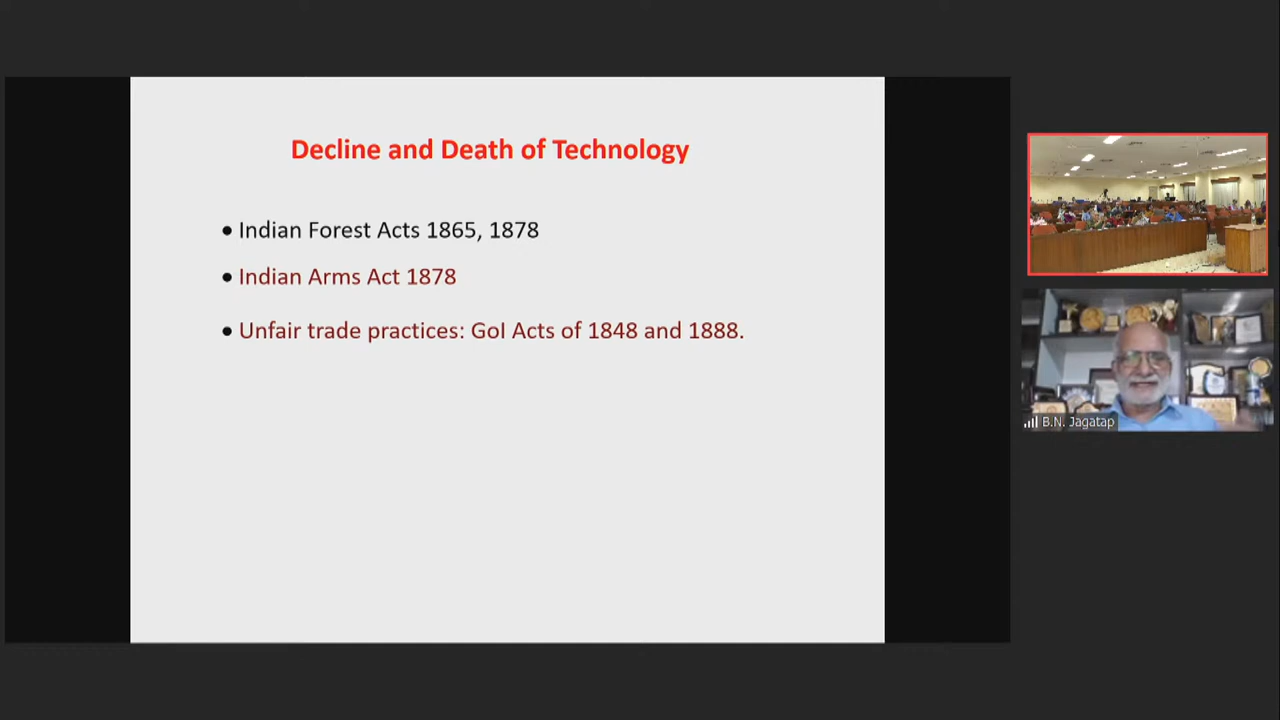 Decline and Death of Technology
• Indian Forest Acts 1865, 1878
• Indian Arms Act 1878
• Unfair trade practices: GoI Acts of 1848 and 1888.
B.N. Jagatap